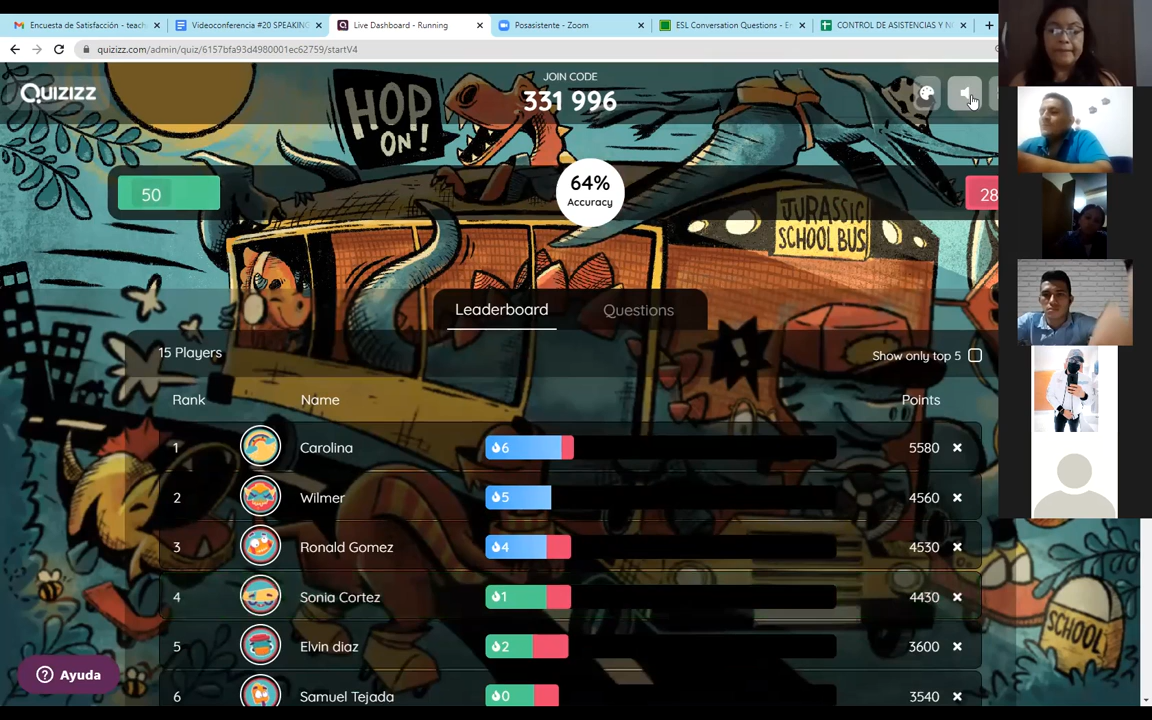 Encuesta de Satisfacción - teach
Videoconferencia #20 SPEAKING
Live Dashboard - Running
Posasistente - Zoom
ESL Conversation Questions - E
CONTROL DE ASISTENCIAS Y N
quizizz.com/admin/quiz/6157bfa93d4980001ec62759/startV4
Quizizz
JOIN CODE
331 996
HOP ON!
50
64%
Accuracy
28
JURASSIC
SCHOOL BUS
Leaderboard
Questions
15 Players
Show only top 5
Rank
Name
Points
1
Carolina
6
5580
2
Wilmer
5
4560
3
Ronald Gomez
4
4530
4
Sonia Cortez
1
4430
5
Elvin diaz
2
3600
6
Samuel Tejada
0
3540
SCHOOL
Ayuda